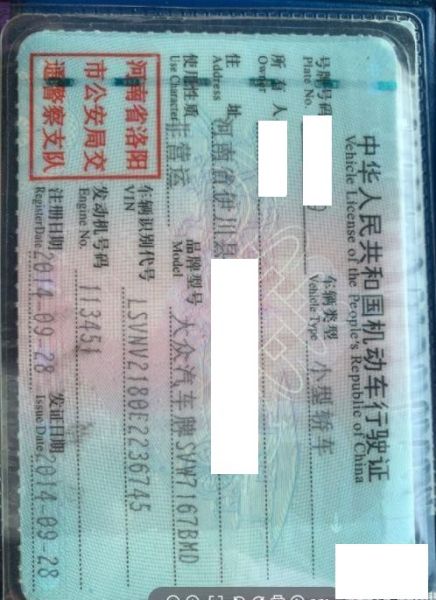 中华人民共和国机动车行驶证
Vehicle License of the People's Republic of China
号牌号码 车辆类型 小型轿车
Plate No. Vehicle Type
所有人
Owner
住址 河南省伊川县
Address
使用性质 非营运 品牌型号 大众汽车牌SVW7167BMD
Use Character Model
河南省洛阳
市公安局交
通警察支队
车辆识别代号 LSVNV2180E2236745
VIN
发动机号码 113451
Engine No.
注册日期 2014-09-28 发证日期 2014-09-28
Register Date Issue Date